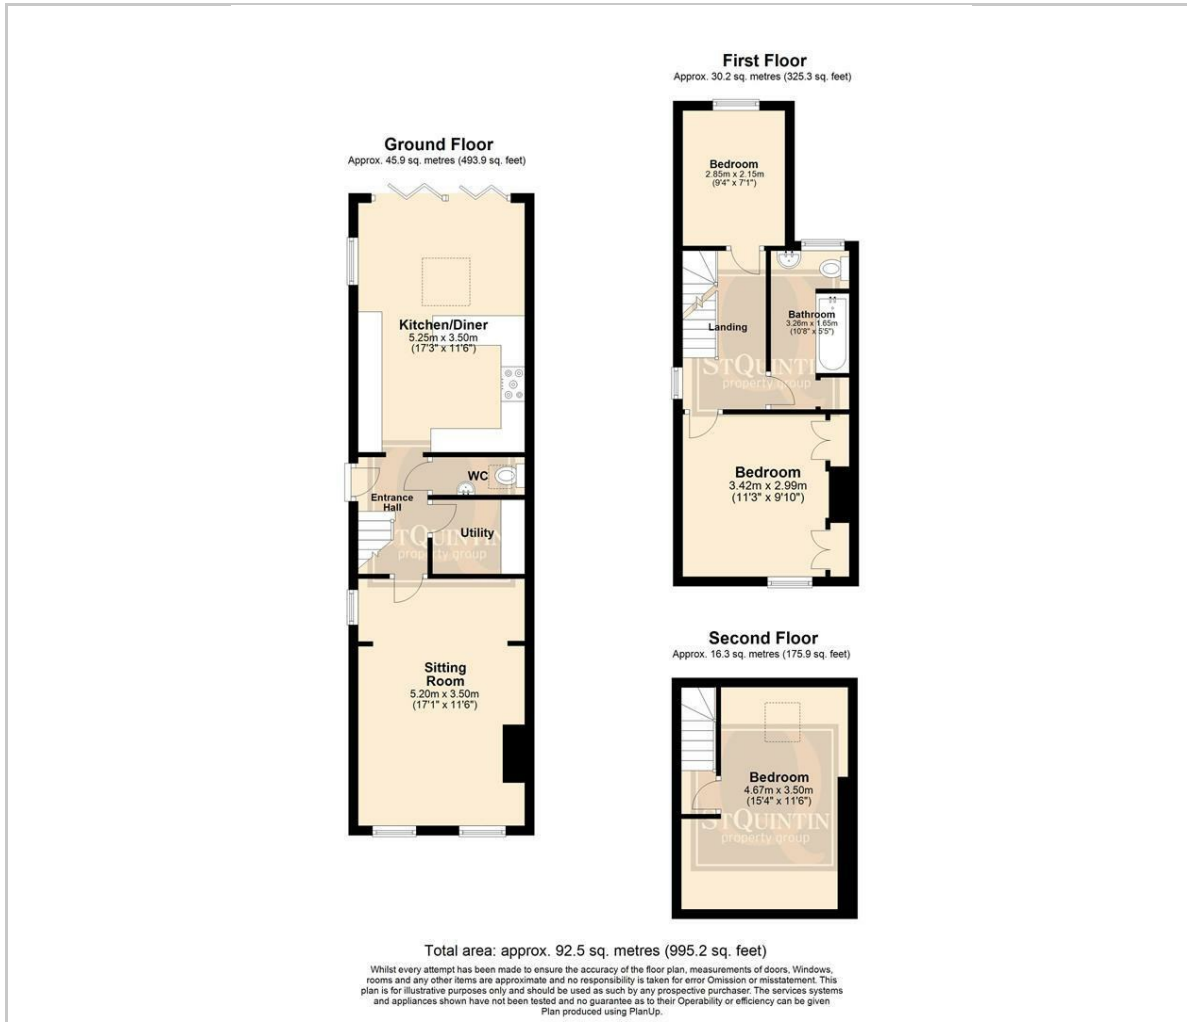 Ground Floor
Approx. 45.9 sq. metres (493.9 sq. feet)
Kitchen/Diner
5.25m x 3.50m
(17'3" x 11'6")
WC
Entrance
Hall
Utility
STQUINTIN
property group
Sitting
Room
5.20m x 3.50m
(17'1" x 11'6")
First Floor
Approx. 30.2 sq. metres (325.3 sq. feet)
Bedroom
2.85m x 2.15m
(9'4" x 7'1")
Landing
Bathroom
3.26m x 1.65m
(10'8" x 5'5")
STQUINTIN
property group
Bedroom
3.42m x 2.99m
(11'3" x 9'10")
Second Floor
Approx. 16.3 sq. metres (175.9 sq. feet)
Bedroom
4.67m x 3.50m
(15'4" x 11'6")
STQUINTIN
property group
Total area: approx. 92.5 sq. metres (995.2 sq. feet)
Whilst every attempt has been made to ensure the accuracy of the floor plan, measurements of doors, Windows,
rooms and any other items are approximate and no responsibility is taken for error Omission or misstatement. This
plan is for illustrative purposes only and should be used as such by any prospective purchaser. The services systems
and appliances shown have not been tested and no guarantee as to their Operability or efficiency can be given
Plan produced using PlanUp.